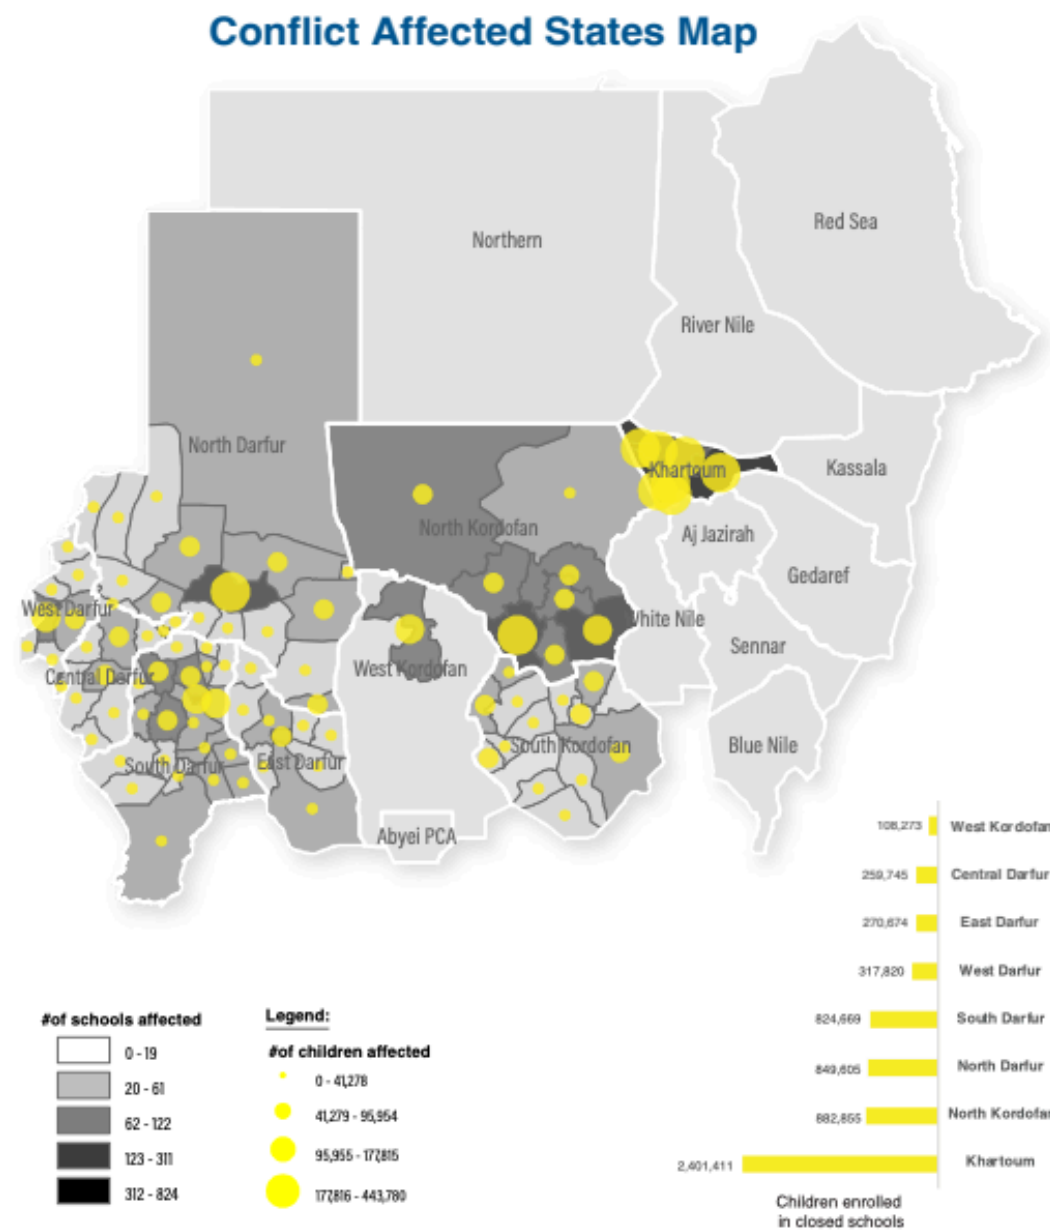 Conflict Affected States Map
Red Sea
Northern
River Nile
North Darfur
Khartoum
Kassala
North Kordofan
Aj Jazirah
Gedaref
West Darfur
White Nile
Sennar
West Kordofan
Central Darfur
South Kordofan
Blue Nile
East Darfur
South Darfur
Abyei PCA
108,273 West Kordofan
259,745 Central Darfur
270,674 East Darfur
317,820 West Darfur
824,669 South Darfur
849,605 North Darfur
882,855 North Kordofan
2,401,411 Khartoum
Children enrolled
in closed schools
#of schools affected
0 - 19
20 - 61
62 - 122
123 - 311
312 - 824
Legend:
#of children affected
0 - 41,278
41,279 - 95,954
95,955 - 177,815
177,816 - 443,780